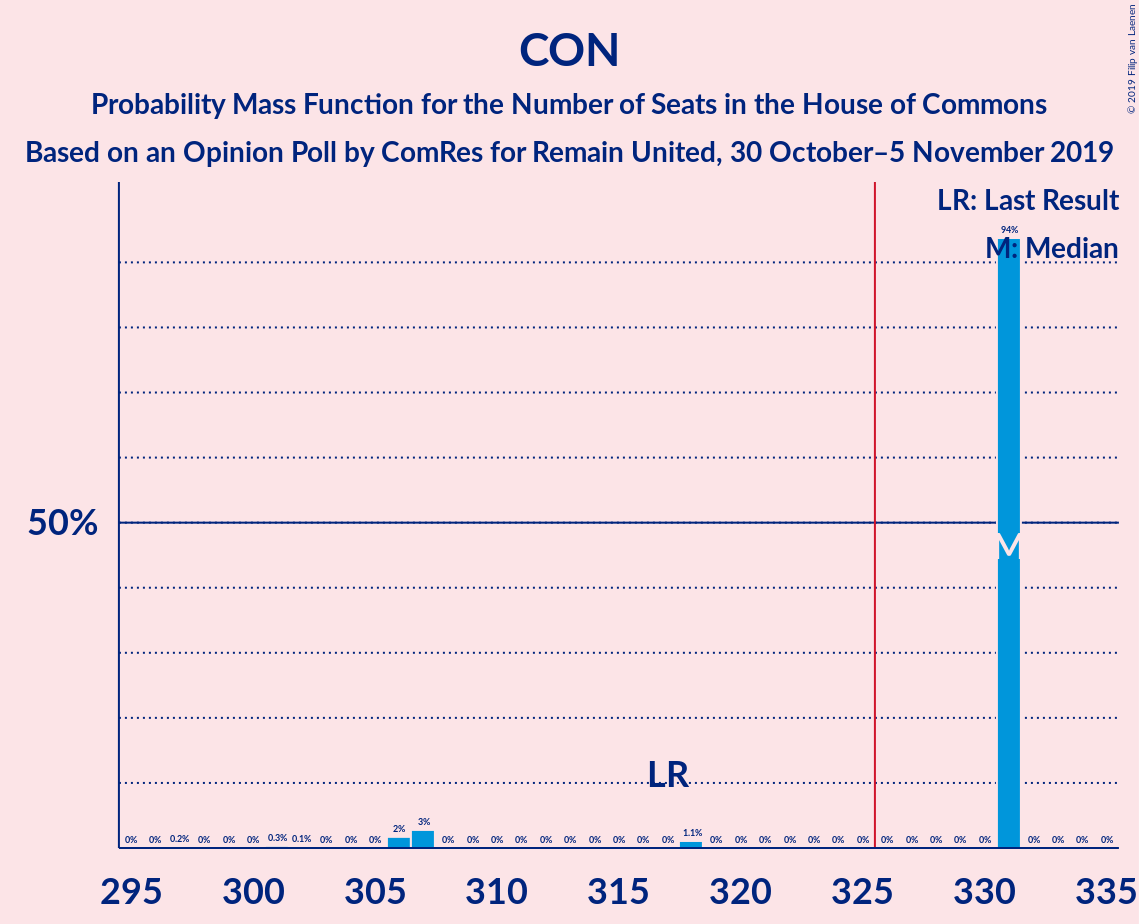 CON
Probability Mass Function for the Number of Seats in the House of Commons
Based on an Opinion Poll by ComRes for Remain United, 30 October–5 November 2019
© 2019 Filip van Laenen
LR: Last Result
94%
M: Median
50%
M
LR
0% 0% 0.2% 0% 0% 0% 0.3% 0.1% 0% 0% 0% 2% 3% 0% 0% 0% 0% 0% 0% 0% 0% 0% 0% 1.1% 0% 0% 0% 0% 0% 0% 0% 0% 0% 0% 0% 0% 0% 0% 0% 0%
295 300 305 310 315 320 325 330 335